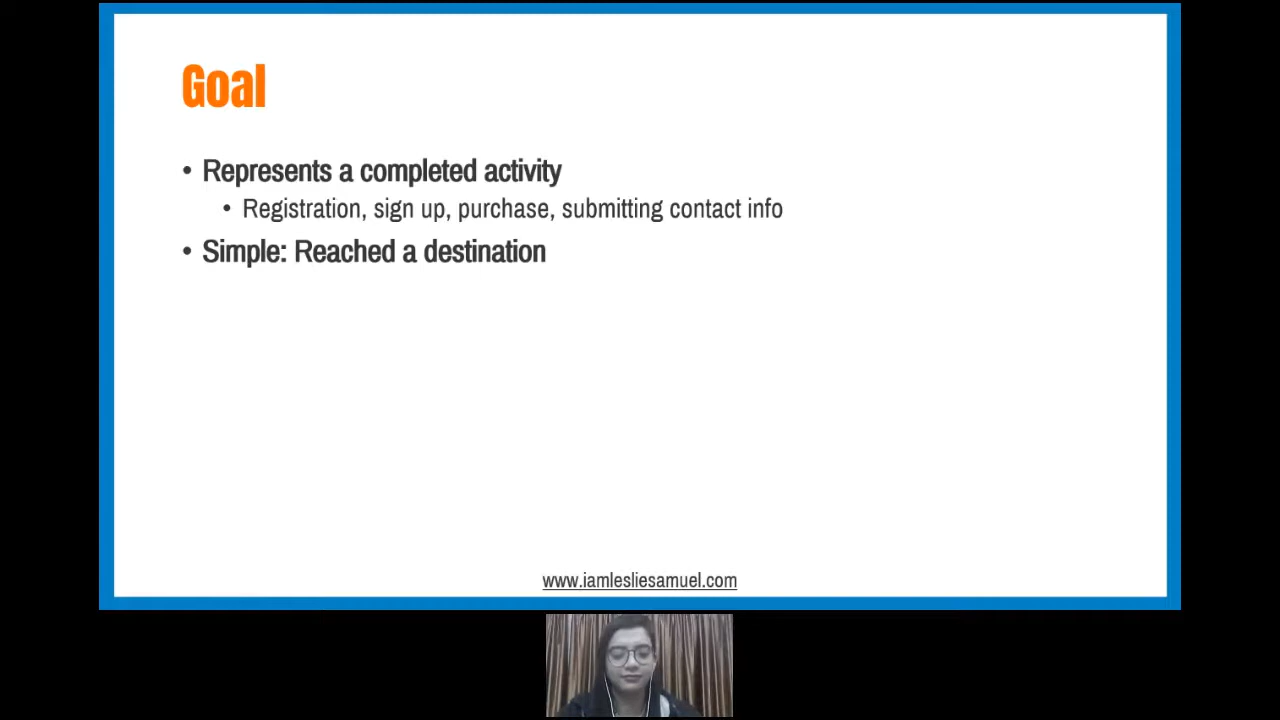 Goal
• Represents a completed activity
• Registration, sign up, purchase, submitting contact info
• Simple: Reached a destination
www.iamlesliesamuel.com